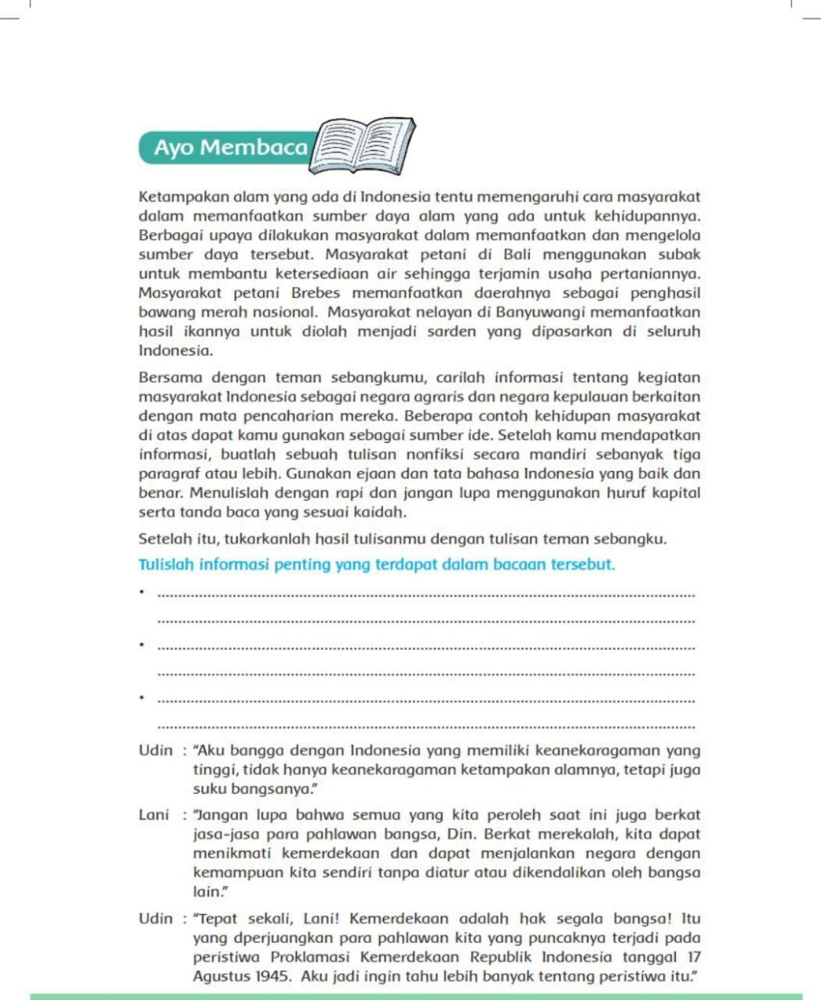 Ayo Membaca
Ketampakan alam yang ada di Indonesia tentu memengaruhi cara masyarakat
dalam memanfaatkan sumber daya alam yang ada untuk kehidupannya.
Berbagai upaya dilakukan masyarakat dalam memanfaatkan dan mengelola
sumber daya tersebut. Masyarakat petani di Bali menggunakan subak
untuk membantu ketersediaan air sehingga terjamin usaha pertaniannya.
Masyarakat petani Brebes memanfaatkan daerahnya sebagai penghasil
bawang merah nasional. Masyarakat nelayan di Banyuwangi memanfaatkan
hasil ikannya untuk diolah menjadi sarden yang dipasarkan di seluruh
Indonesia.
Bersama dengan teman sebangkumu, carilah informasi tentang kegiatan
masyarakat Indonesia sebagai negara agraris dan negara kepulauan berkaitan
dengan mata pencaharian mereka. Beberapa contoh kehidupan masyarakat
di atas dapat kamu gunakan sebagai sumber ide. Setelah kamu mendapatkan
informasi, buatlah sebuah tulisan nonfiksi secara mandiri sebanyak tiga
paragraf atau lebih. Gunakan ejaan dan tata bahasa Indonesia yang baik dan
benar. Menulislah dengan rapi dan jangan lupa menggunakan huruf kapital
serta tanda baca yang sesuai kaidah.
Setelah itu, tukarkanlah hasil tulisanmu dengan tulisan teman sebangku.
Tulislah informasi penting yang terdapat dalam bacaan tersebut.
Udin : “Aku bangga dengan Indonesia yang memiliki keanekaragaman yang
tinggi, tidak hanya keanekaragaman ketampakan alamnya, tetapi juga
suku bangsanya.”
Lani : “Jangan lupa bahwa semua yang kita peroleh saat ini juga berkat
jasa-jasa para pahlawan bangsa, Din. Berkat merekalah, kita dapat
menikmati kemerdekaan dan dapat menjalankan negara dengan
kemampuan kita sendiri tanpa diatur atau dikendalikan oleh bangsa
lain.”
Udin : “Tepat sekali, Lani! Kemerdekaan adalah hak segala bangsa! Itu
yang dperjuangkan para pahlawan kita yang puncaknya terjadi pada
peristiwa Proklamasi Kemerdekaan Republik Indonesia tanggal 17
Agustus 1945. Aku jadi ingin tahu lebih banyak tentang peristiwa itu.”